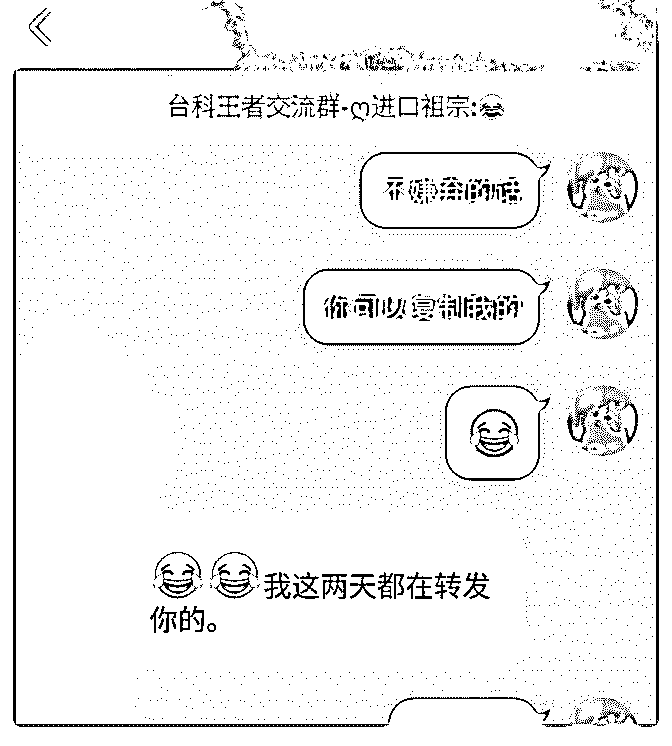 台科王者交流群-ღ进口祖宗:😂
不嫌弃的话
你可以复制我的
😂
😂😂我这两天都在转发
你的。